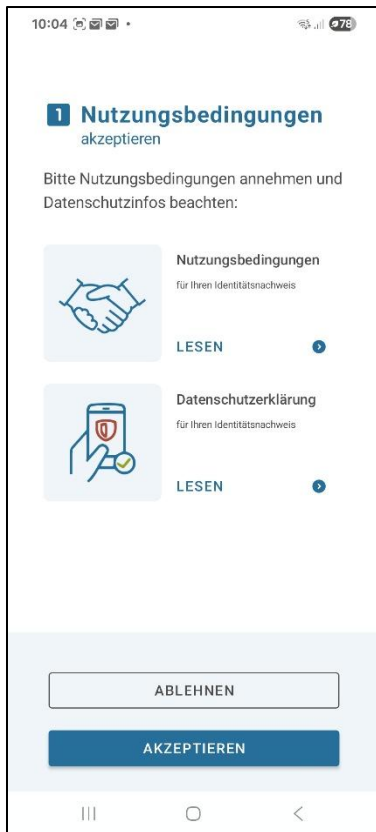 10:04
78
1 Nutzungsbedingungen
akzeptieren
Bitte Nutzungsbedingungen annehmen und
Datenschutzinfos beachten:
Nutzungsbedingungen
für Ihren Identitätsnachweis
LESEN
Datenschutzerklärung
für Ihren Identitätsnachweis
LESEN
ABLEHNEN
AKZEPTIEREN